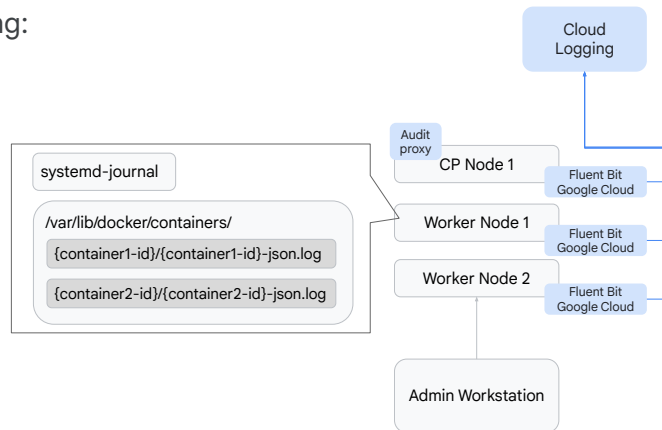 ng:
Cloud
Logging
Audit
proxy
CP Node 1
Fluent Bit
Google Cloud
systemd-journal
/var/lib/docker/containers/
{container1-id}/{container1-id}-json.log
{container2-id}/{container2-id}-json.log
Worker Node 1
Fluent Bit
Google Cloud
Worker Node 2
Fluent Bit
Google Cloud
Admin Workstation